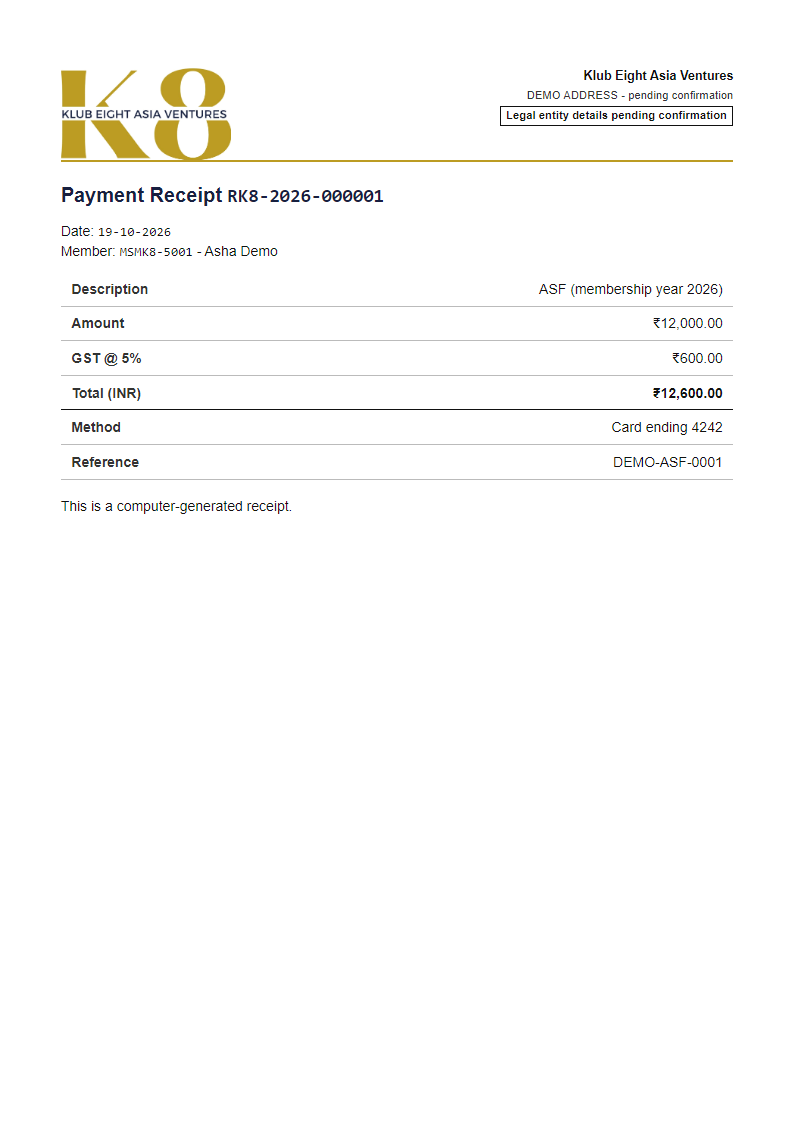 K8
KLUB EIGHT ASIA VENTURES
Klub Eight Asia Ventures
DEMO ADDRESS - pending confirmation
Legal entity details pending confirmation
Payment Receipt RK8-2026-000001
Date: 19-10-2026
Member: MSMK8-5001 - Asha Demo
Description ASF (membership year 2026)
Amount ₹12,000.00
GST @ 5% ₹600.00
Total (INR) ₹12,600.00
Method Card ending 4242
Reference DEMO-ASF-0001
This is a computer-generated receipt.